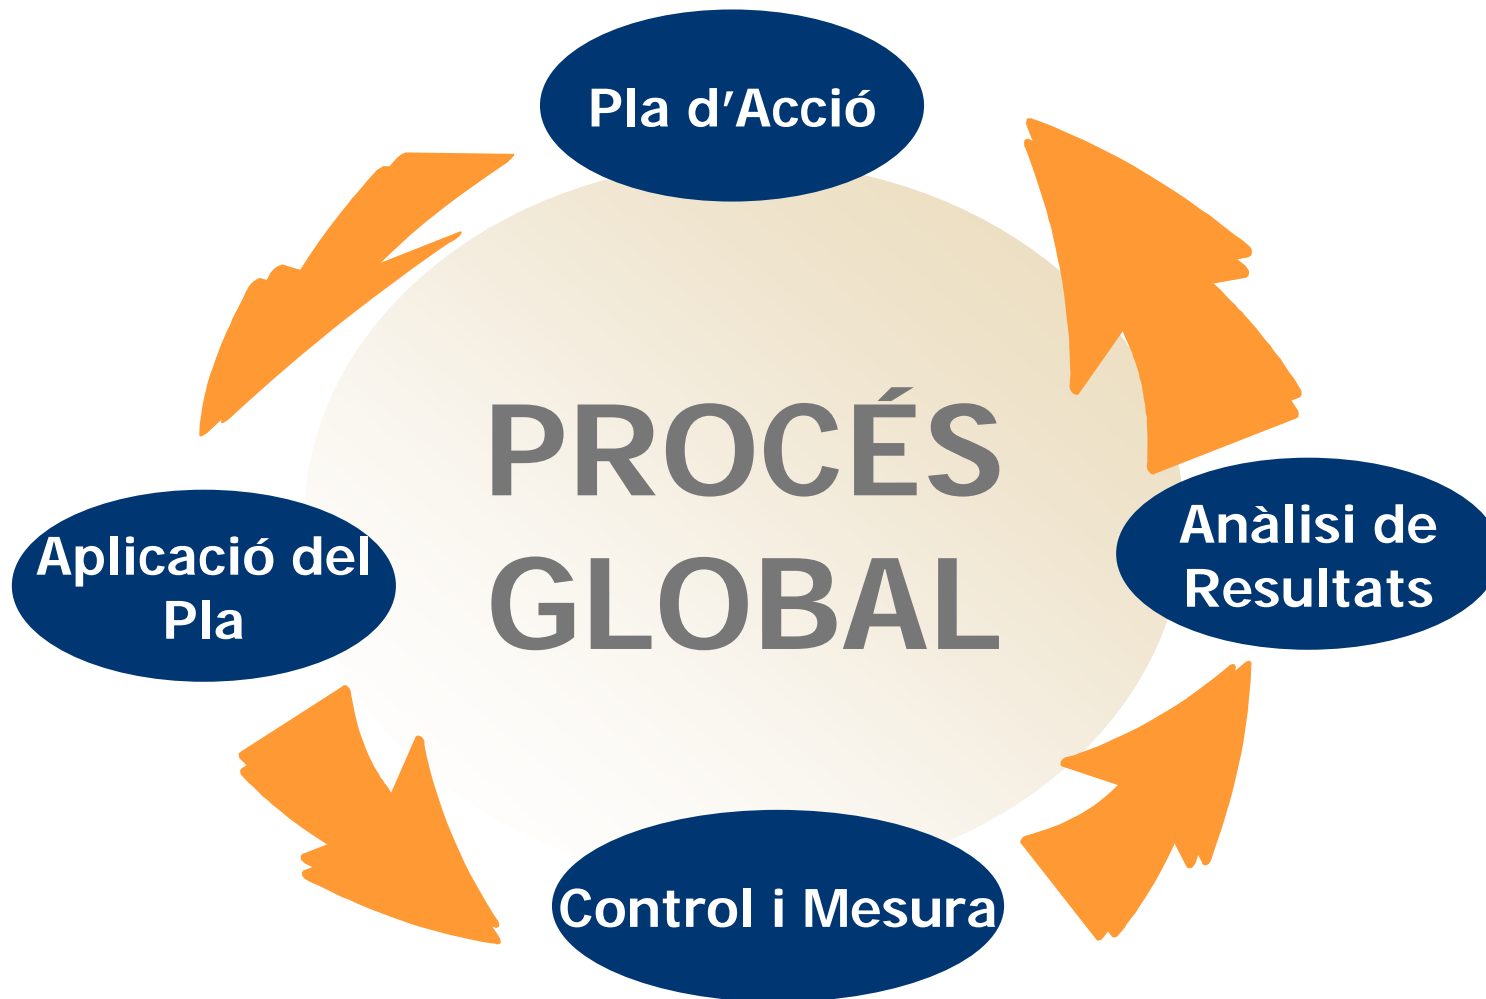 Pla d’Acció
PROCÉS
GLOBAL
Aplicació del
Pla
Anàlisi de
Resultats
Control i Mesura